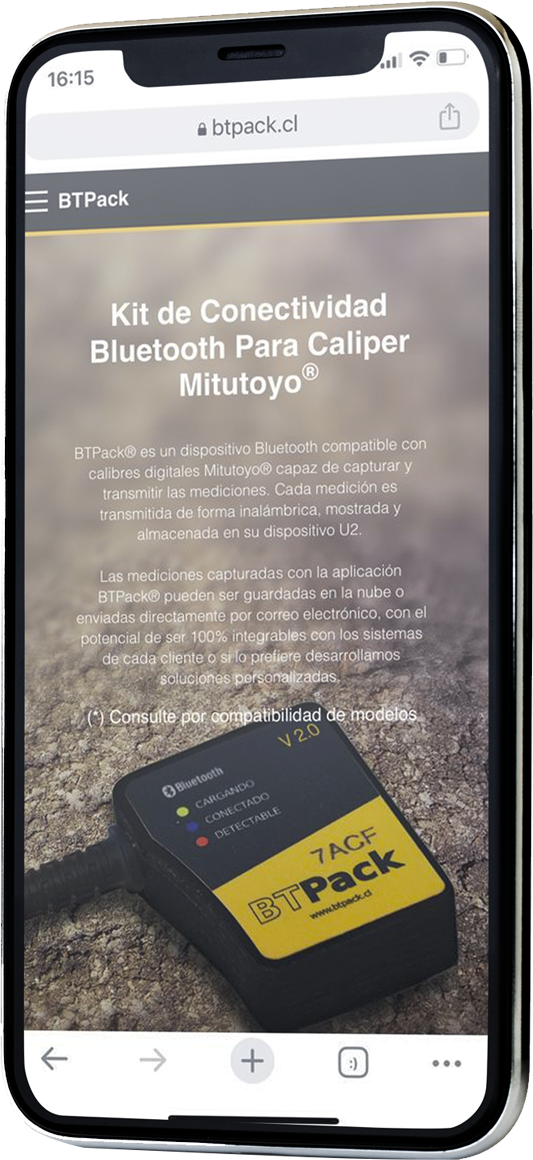 16:15
btpack.cl
BTPack
Kit de Conectividad
Bluetooth Para Caliper
Mitutoyo®
BTPack® es un dispositivo Bluetooth compatible con
calibres digitales Mitutoyo® capaz de capturar y
transmitir las mediciones. Cada medición es
transmitida de forma inalámbrica, mostrada y
almacenada en su dispositivo U2.
Las mediciones capturadas con la aplicación
BTPack® pueden ser guardadas en la nube o
enviadas directamente por correo electrónico, con el
potencial de ser 100% integrables con los sistemas
de cada cliente o si lo prefiere desarrollamos
soluciones personalizadas.
(*) Consulte por compatibilidad de modelos
V 2.0
Bluetooth
CARGANDO
CONECTADO
DETECTABLE
7ACF
BTPack
www.btpack.cl
:)